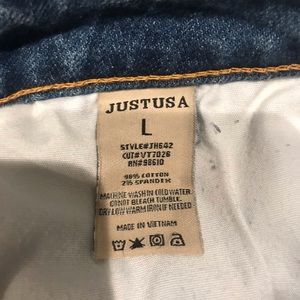 JUSTUSA
L
STYLE#JH642
CUT#VT7026
RN#98610
98% COTTON
2% SPANDEX
MACHINE WASH IN COLD WATER
DO NOT BLEACH TUMBLE.
DRY LOW WARM IRON IF NEEDED
MADE IN VIETNAM